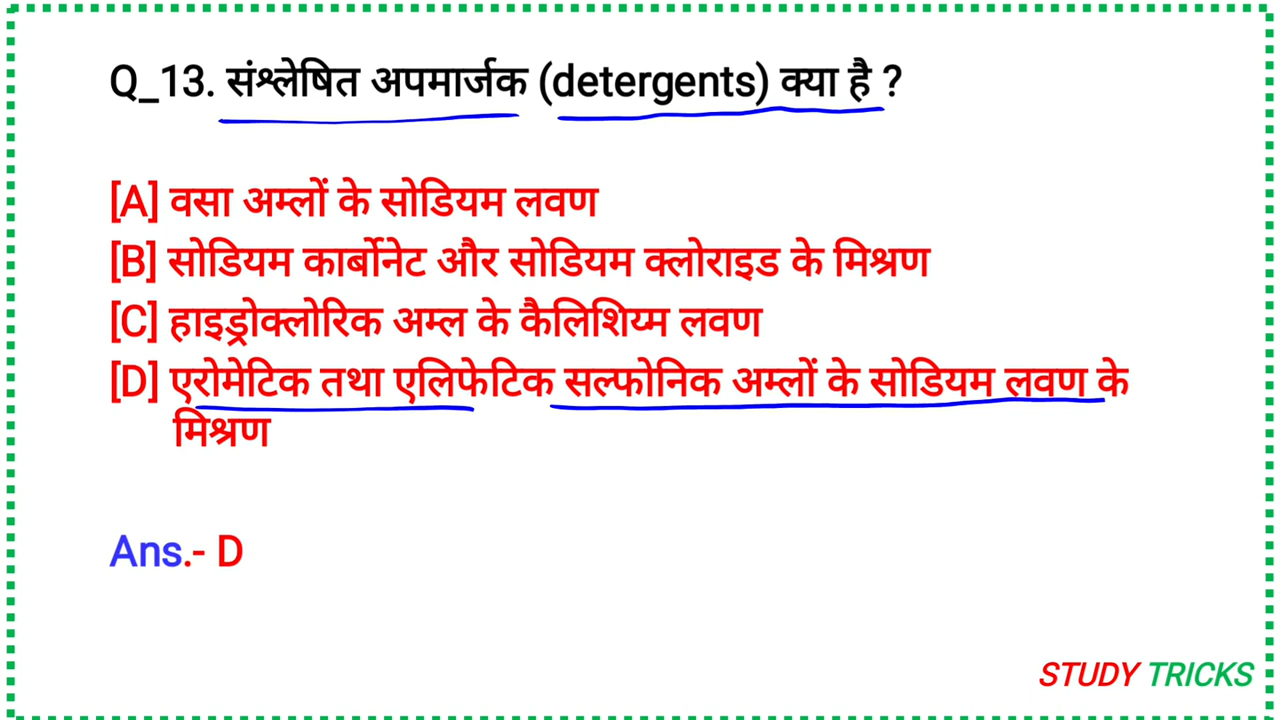 Q_13. संश्लेषित अपमार्जक (detergents) क्या है ?
[A] वसा अम्लों के सोडियम लवण
[B] सोडियम कार्बोनेट और सोडियम क्लोराइड के मिश्रण
[C] हाइड्रोक्लोरिक अम्ल के कैलिशिय्म लवण
[D] एरोमेटिक तथा एलिफेटिक सल्फोनिक अम्लों के सोडियम लवण के
मिश्रण
Ans.- D
STUDY TRICKS